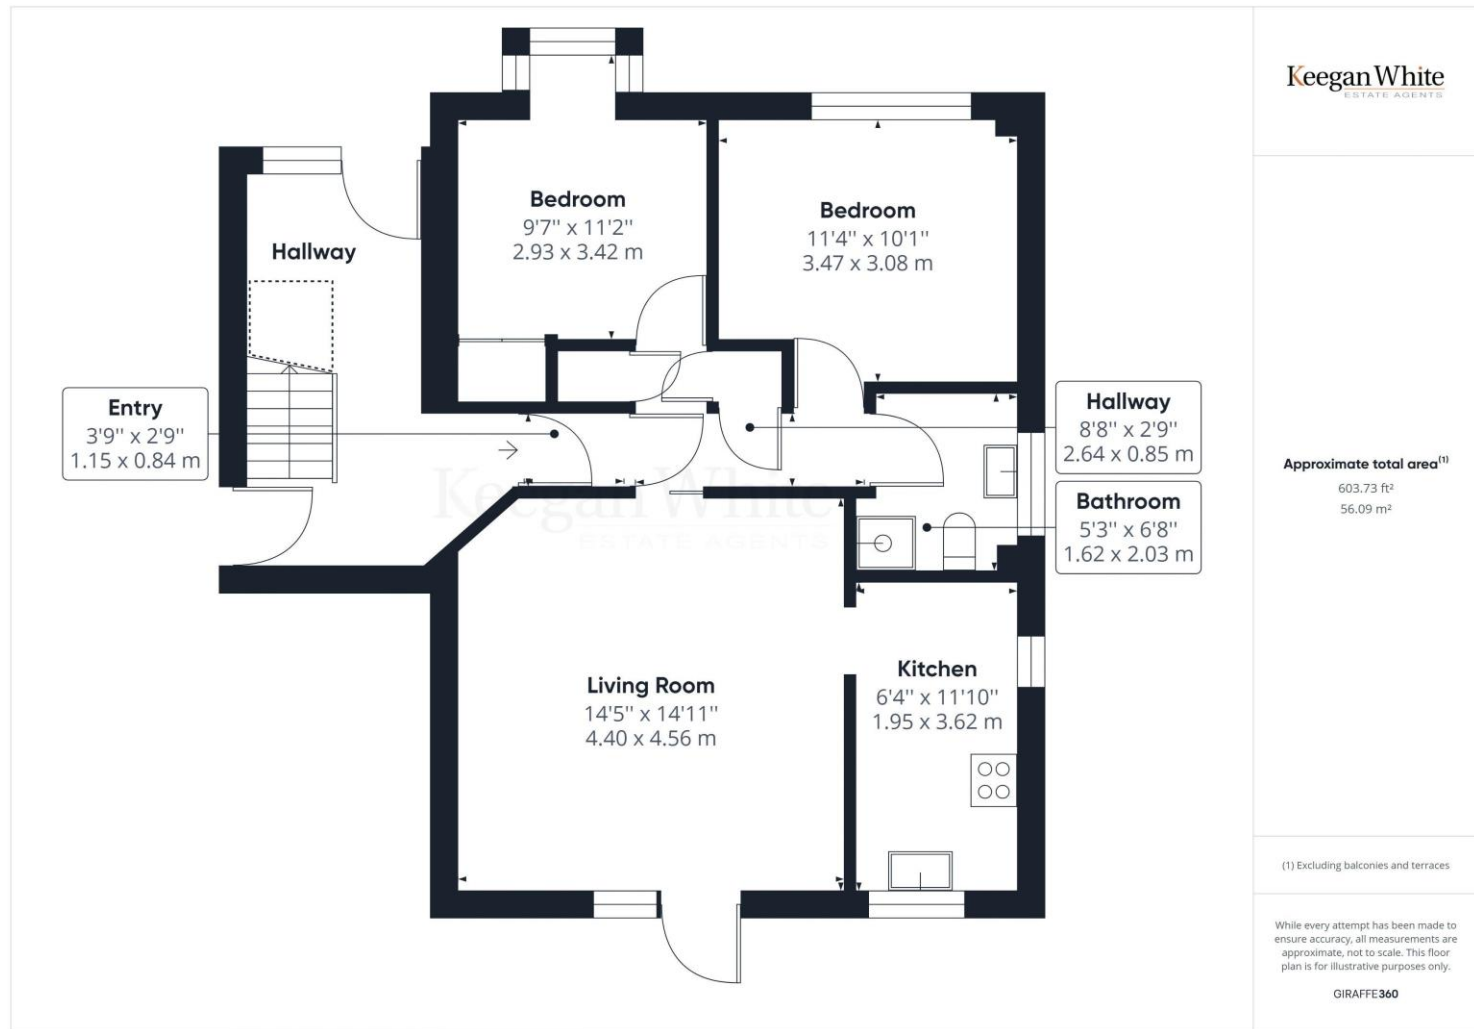 Keegan White
ESTATE AGENTS
Bedroom
9'7" x 11'2"
2.93 x 3.42 m
Bedroom
11'4" x 10'1"
3.47 x 3.08 m
Hallway
Entry
3'9" x 2'9"
1.15 x 0.84 m
Hallway
8'8" x 2'9"
2.64 x 0.85 m
Bathroom
5'3" x 6'8"
1.62 x 2.03 m
Keegan White
ESTATE AGENTS
Living Room
14'5" x 14'11"
4.40 x 4.56 m
Kitchen
6'4" x 11'10"
1.95 x 3.62 m
Approximate total area⁽¹⁾
603.73 ft²
56.09 m²
(1) Excluding balconies and terraces
While every attempt has been made to
ensure accuracy, all measurements are
approximate, not to scale. This floor
plan is for illustrative purposes only.
GIRAFFE360